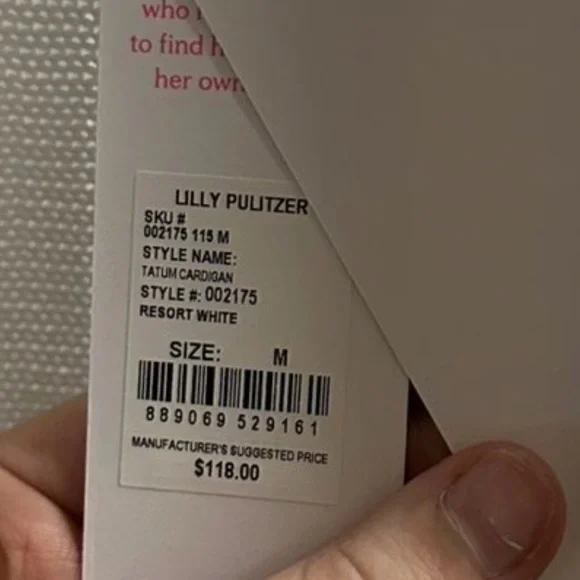 who
to find
her own
LILLY PULITZER
SKU #
002175 115 M
STYLE NAME:
TATUM CARDIGAN
STYLE #: 002175
RESORT WHITE
SIZE: M
889069 529161
MANUFACTURER'S SUGGESTED PRICE
$118.00